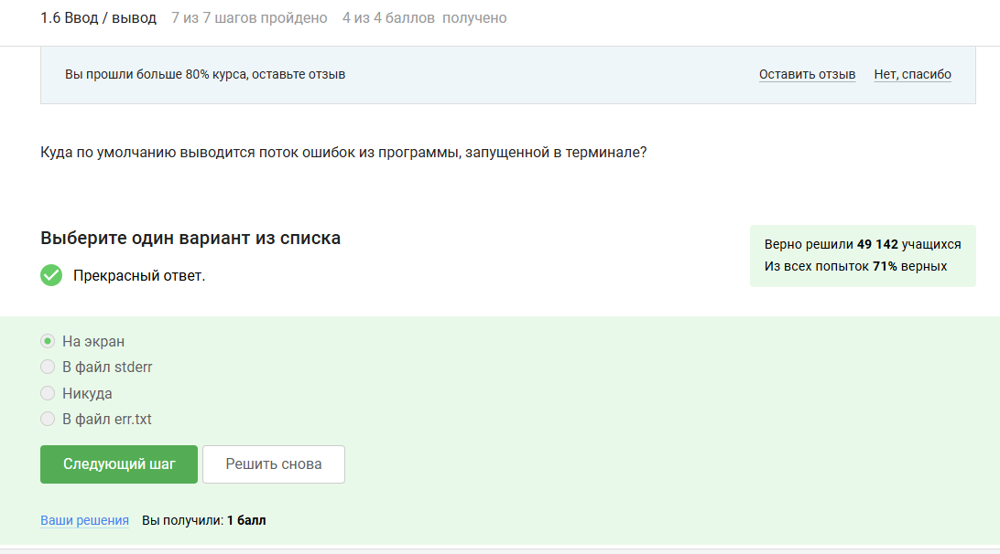 1.6 Ввод / вывод 7 из 7 шагов пройдено 4 из 4 баллов получено
Вы прошли больше 80% курса, оставьте отзыв Оставить отзыв Нет, спасибо
Куда по умолчанию выводится поток ошибок из программы, запущенной в терминале?
Выберите один вариант из списка
Прекрасный ответ.
Верно решили 49 142 учащихся
Из всех попыток 71% верных
На экран
В файл stderr
Никуда
В файл err.txt
Следующий шаг Решить снова
Ваши решения Вы получили: 1 балл